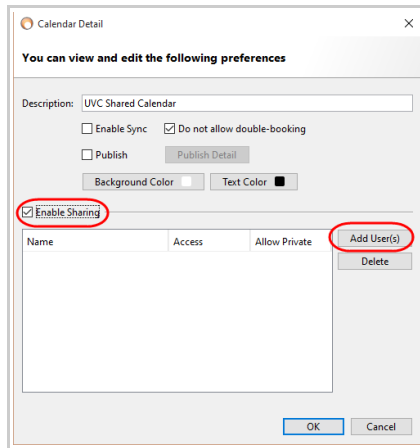 Calendar Detail
You can view and edit the following preferences
Description: UVC Shared Calendar
Enable Sync Do not allow double-booking
Publish Publish Detail
Background Color Text Color
Enable Sharing
Name Access Allow Private Add User(s)
Delete
OK Cancel